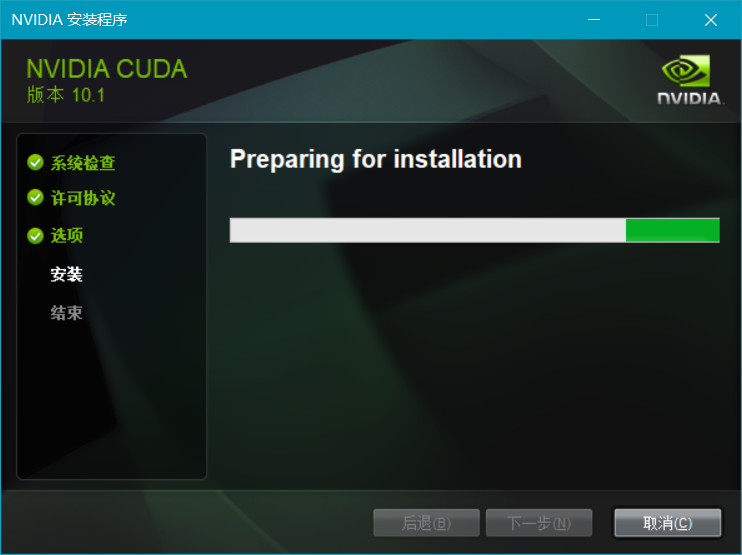 NVIDIA 安装程序
NVIDIA CUDA
版本 10.1
NVIDIA.
系统检查
许可协议
选项
安装
结束
Preparing for installation
后退(B)
下一步(N)
取消(C)